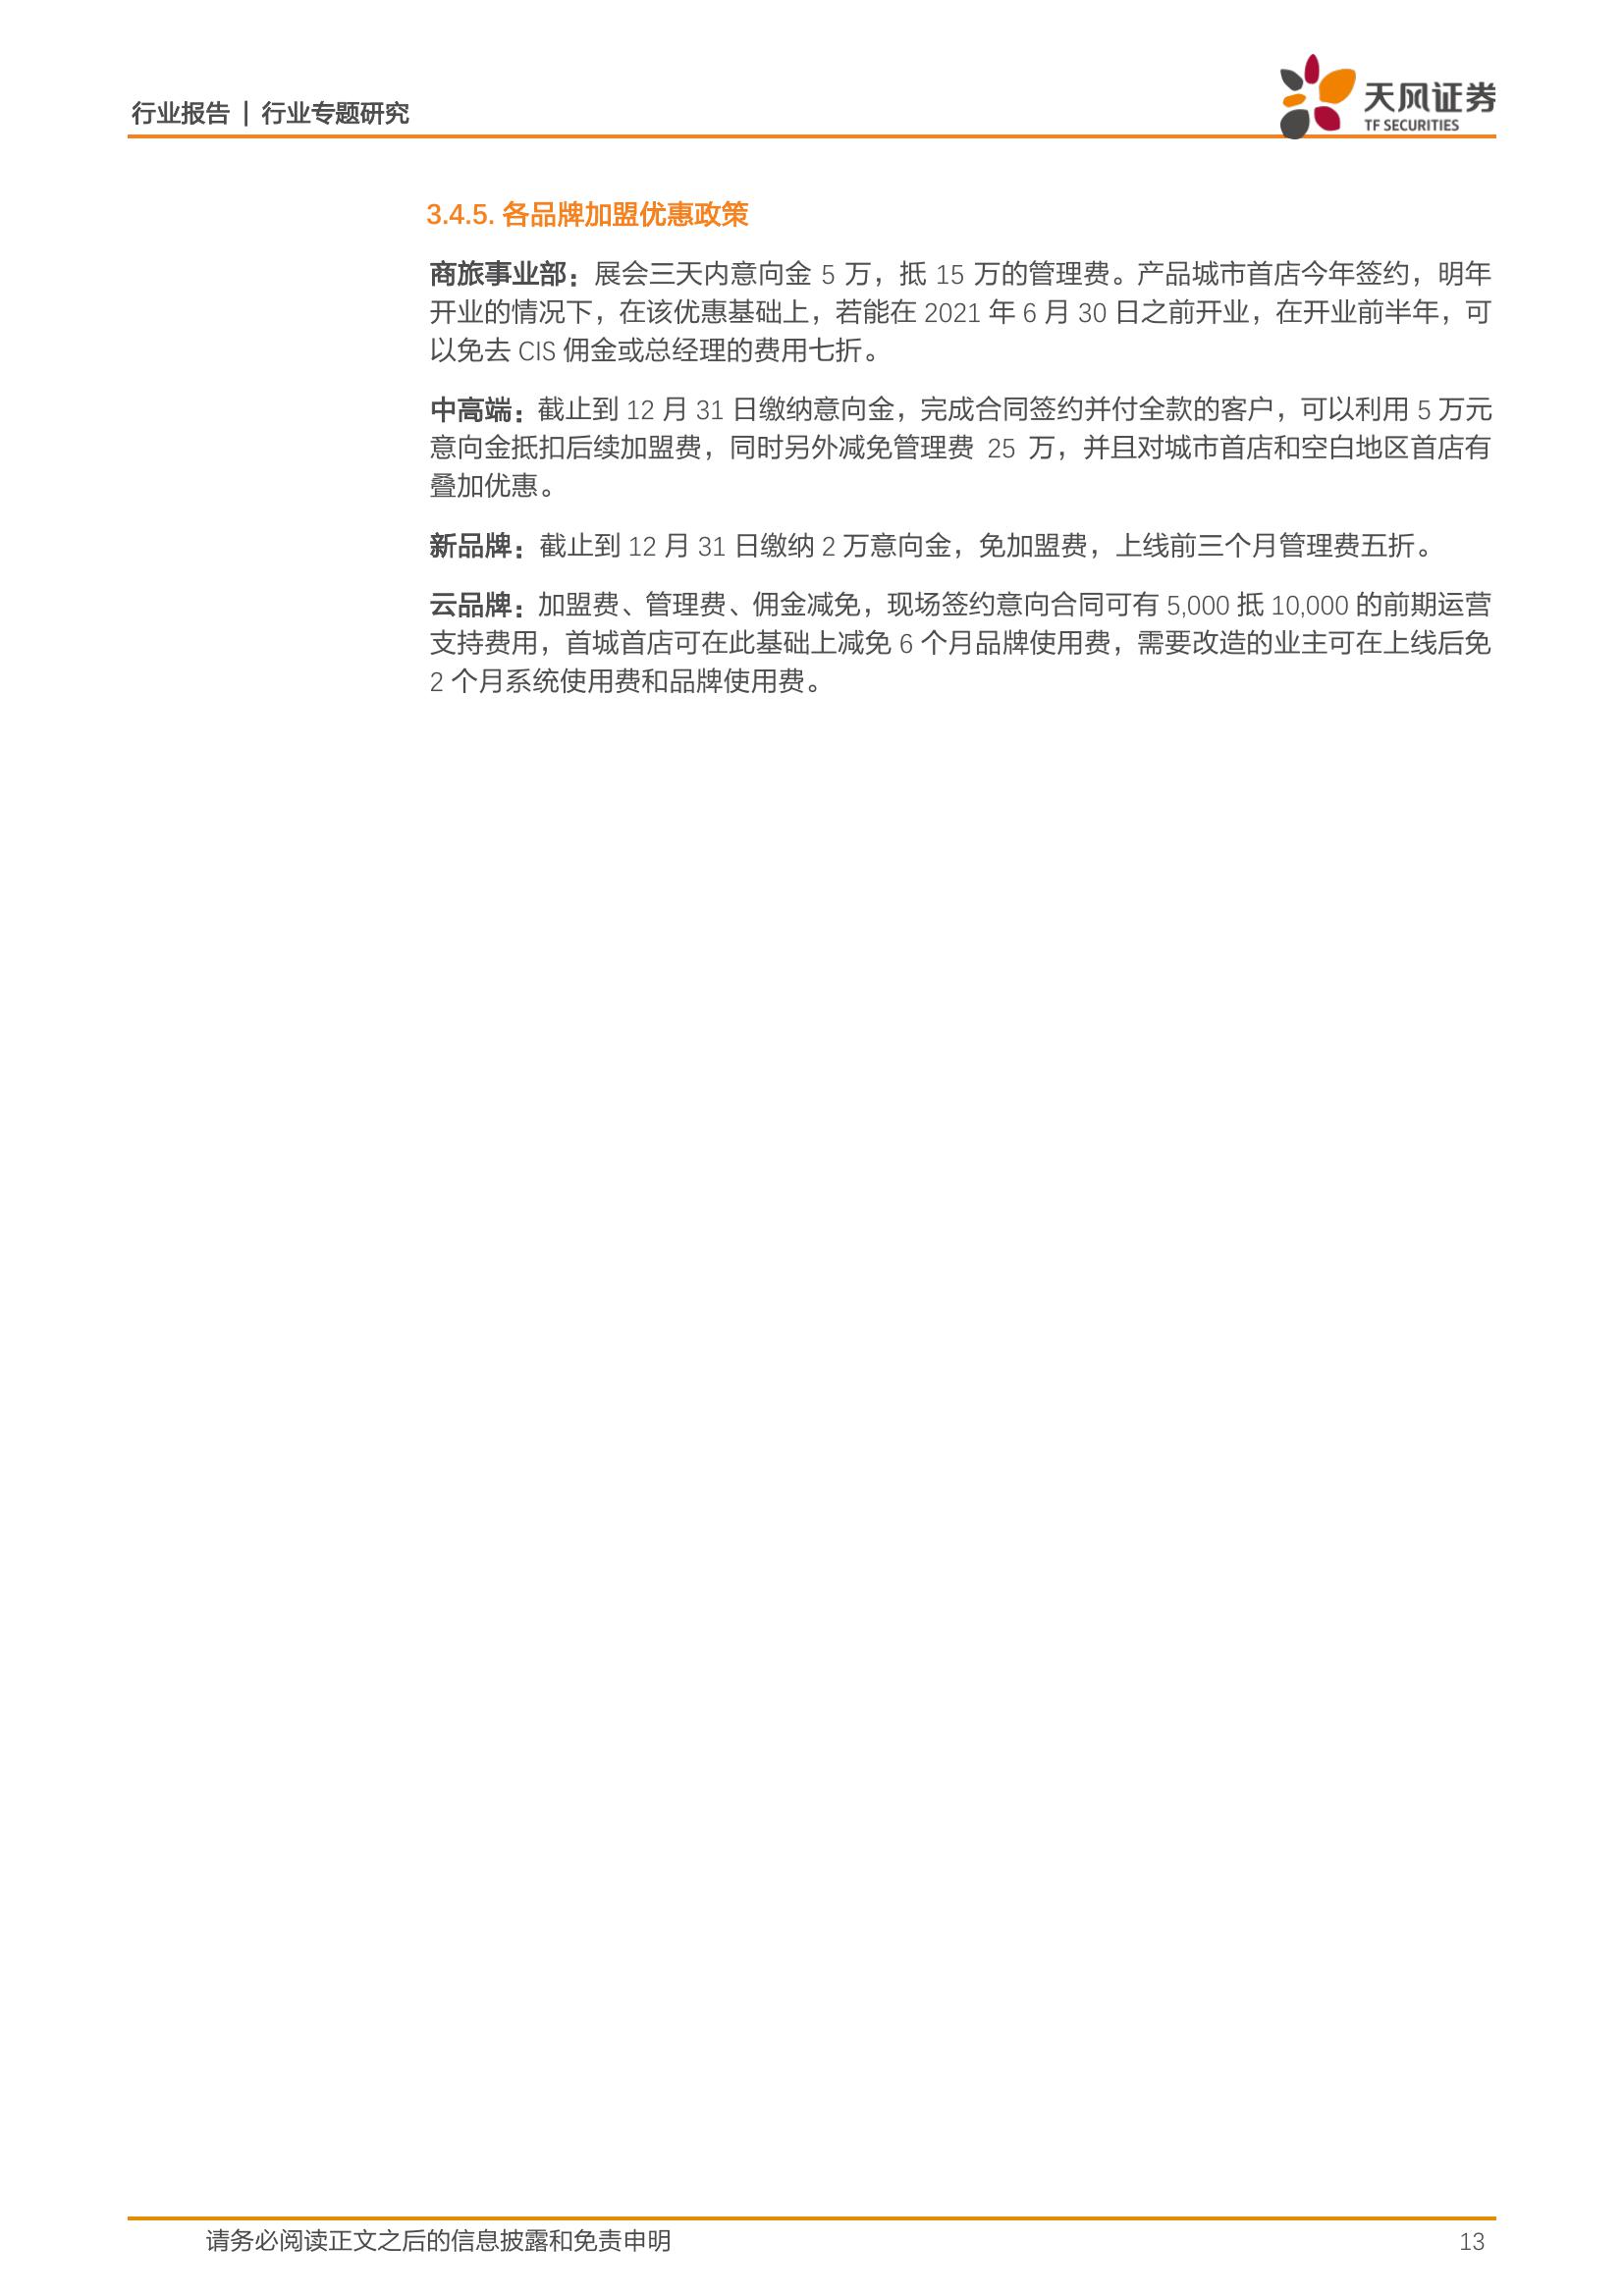 行业报告 | 行业专题研究
天风证券
TF SECURITIES
3.4.5. 各品牌加盟优惠政策
商旅事业部：展会三天内意向金 5 万，抵 15 万的管理费。产品城市首店今年签约，明年
开业的情况下，在该优惠基础上，若能在 2021 年 6 月 30 日之前开业，在开业前半年，可
以免去 CIS 佣金或总经理的费用七折。
中高端：截止到 12 月 31 日缴纳意向金，完成合同签约并付全款的客户，可以利用 5 万元
意向金抵扣后续加盟费，同时另外减免管理费 25 万，并且对城市首店和空白地区首店有
叠加优惠。
新品牌：截止到 12 月 31 日缴纳 2 万意向金，免加盟费，上线前三个月管理费五折。
云品牌：加盟费、管理费、佣金减免，现场签约意向合同可有 5,000 抵 10,000 的前期运营
支持费用，首城首店可在此基础上减免 6 个月品牌使用费，需要改造的业主可在上线后免
2 个月系统使用费和品牌使用费。
请务必阅读正文之后的信息披露和免责申明
13